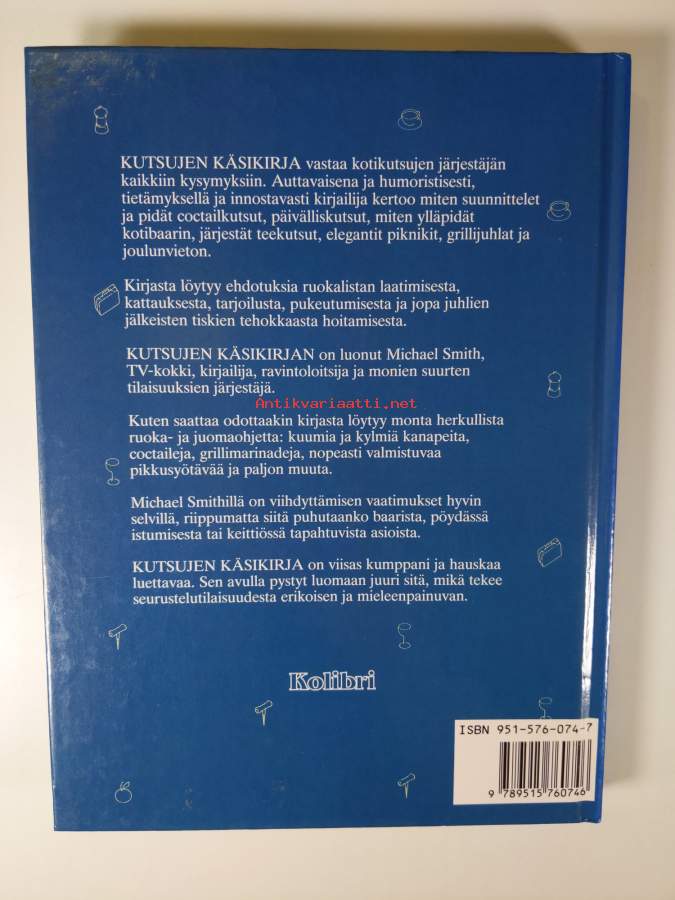 KUTSUJEN KÄSIKIRJA vastaa kotikutsujen järjestäjän
kaikkiin kysymyksiin. Auttavaisena ja humoristisesti,
tietämyksellä ja innostavasti kirjailija kertoo miten suunnittelet
ja pidät coctailkutsut, päivälliskutsut, miten ylläpidät
kotibaarin, järjestät teekutsut, elegantit piknikit, grillijuhlat ja
joulunvieton.
Kirjasta löytyy ehdotuksia ruokalistan laatimisesta,
kattauksesta, tarjoilusta, pukeutumisesta ja jopa juhlien
jälkeisten tiskien tehokkaasta hoitamisesta.
KUTSUJEN KÄSIKIRJAN on luonut Michael Smith,
TV-kokki, kirjailija, ravintoloitsija ja monien suurten
tilaisuuksien järjestäjä.
Antikvariaatti.net
Kuten saattaa odottaakin kirjasta löytyy monta herkullista
ruoka- ja juomaohjetta: kuumia ja kylmiä kanapeita,
coctaileja, grillimarinadeja, nopeasti valmistuvaa
pikkusyötävää ja paljon muuta.
Michael Smithillä on viihdyttämisen vaatimukset hyvin
selvillä, riippumatta siitä puhutaanko baarista, pöydässä
istumisesta tai keittiössä tapahtuvista asioista.
KUTSUJEN KÄSIKIRJA on viisas kumppani ja hauskaa
luettavaa. Sen avulla pystyt luomaan juuri sitä, mikä tekee
seurustelutilaisuudesta erikoisen ja mieleenpainuvan.
Kolibri
ISBN 951-576-074-7
9 789515 760746